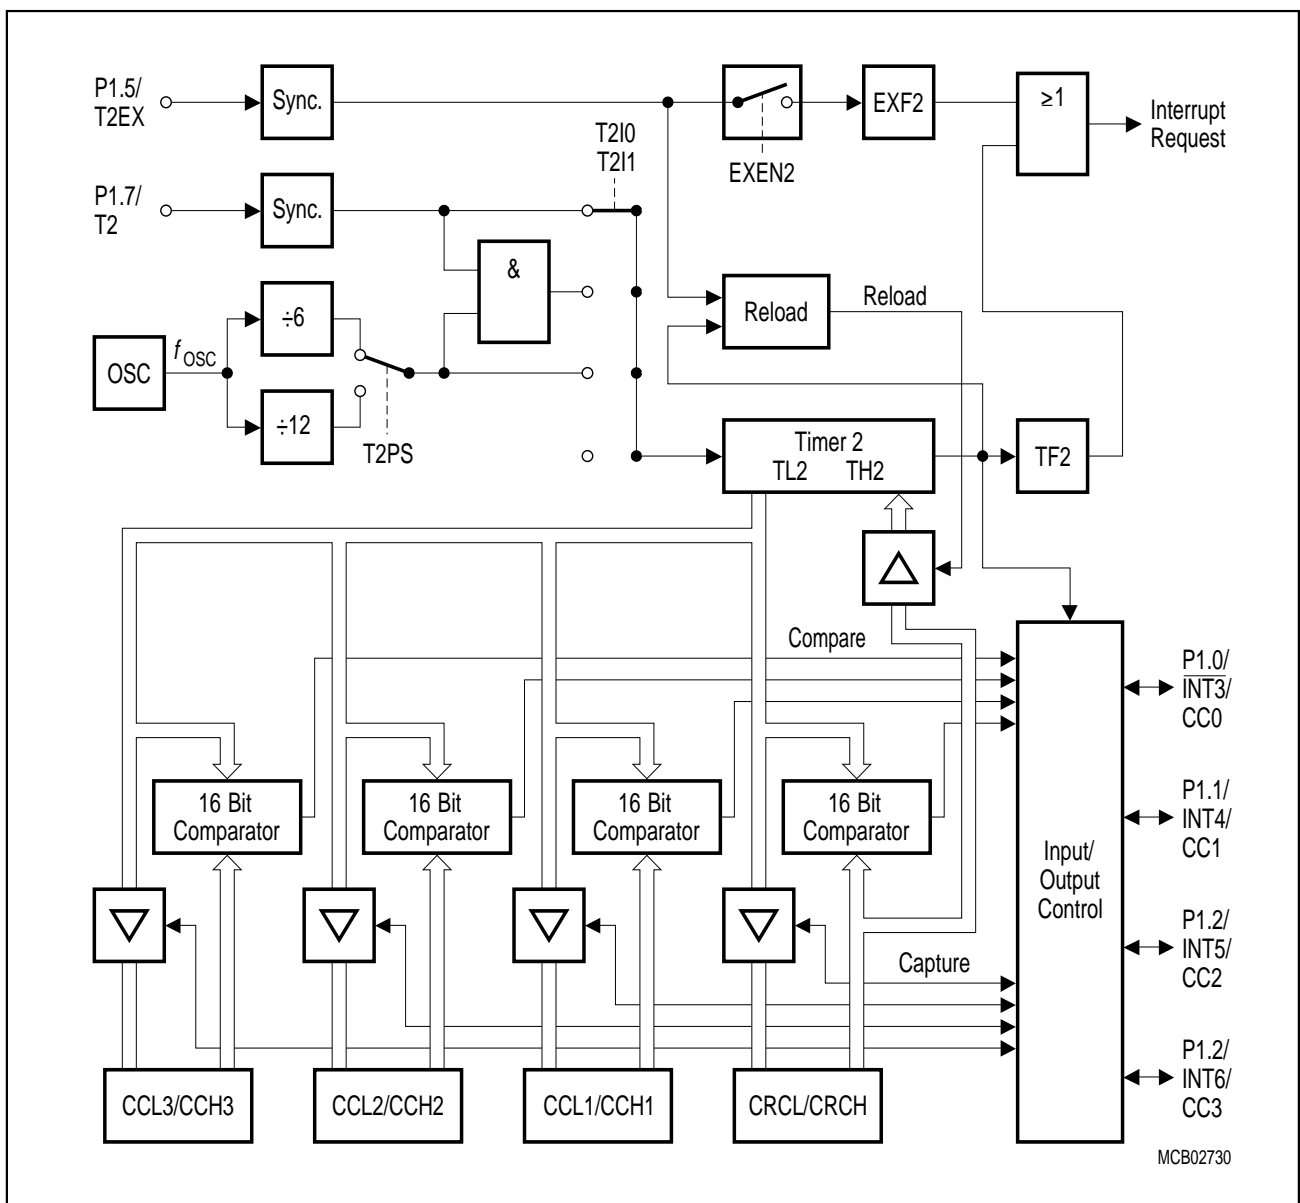 P1.5/
T2EX
Sync.
EXF2
≥1
Interrupt
Request
T2I0
T2I1
EXEN2
P1.7/
T2
Sync.
&
÷6
Reload
Reload
OSC
fOSC
÷12
T2PS
Timer 2
TL2 TH2
TF2
Compare
P1.0/
INT3/
CC0
16 Bit
Comparator
16 Bit
Comparator
16 Bit
Comparator
16 Bit
Comparator
P1.1/
INT4/
CC1
Input/
Output
Control
P1.2/
INT5/
CC2
Capture
P1.2/
INT6/
CC3
CCL3/CCH3
CCL2/CCH2
CCL1/CCH1
CRCL/CRCH
MCB02730